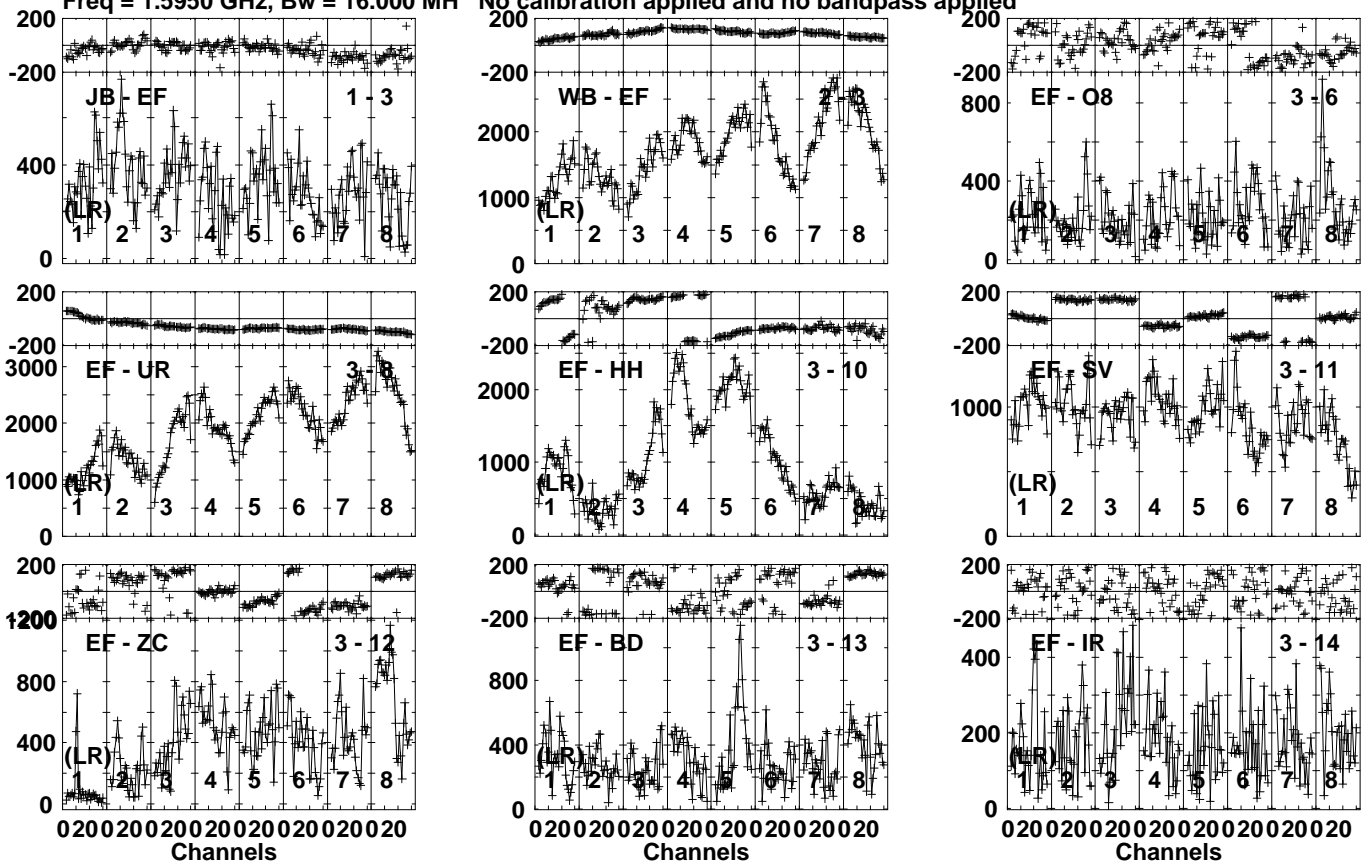 Freq = 1.5950 GHz, Bw = 16.000 MH No calibration applied and no bandpass applied
200 200 200
-200 -200 -200
JB - EF 1 - 3 WB - EF 2 - 3 EF - O8 3 - 6
800
2000
400 400
1000
(LR) (LR) (LR)
1 2 3 4 5 6 7 8 1 2 3 4 5 6 7 8 1 2 3 4 5 6 7 8
0 0 0
200 200 200
-200 -200 -200
3000 EF - UR 3 - 8 EF - HH 3 - 10 EF - SV 3 - 11
2000 2000 1000
1000 1000
(LR) (LR) (LR)
1 2 3 4 5 6 7 8 1 2 3 4 5 6 7 8 1 2 3 4 5 6 7 8
0 0 0
200 200 200
-200 -200 -200
EF - ZC 3 - 12 EF - BD 3 - 13 EF - IR 3 - 14
800 800 400
400 400 200
(LR) (LR) (LR)
1 2 3 4 5 6 7 8 1 2 3 4 5 6 7 8 1 2 3 4 5 6 7 8
0 0 0
0 20 0 20 0 20 0 20 0 20 0 20 0 20 0 20 0 20 0 20 0 20 0 20 0 20 0 20 0 20 0 20 0 20 0 20 0 20 0 20 0 20 0 20 0 20 0 20
Channels Channels Channels